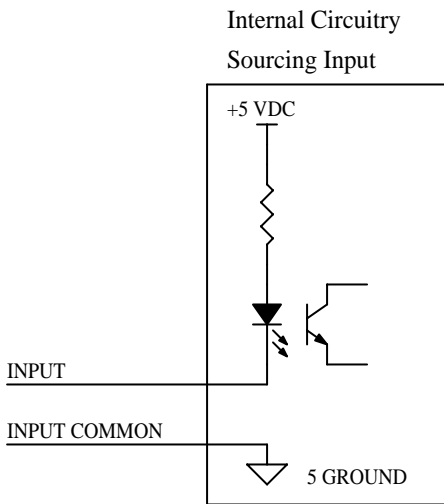 Internal Circuitry
Sourcing Input
+5 VDC
INPUT
INPUT COMMON
5 GROUND